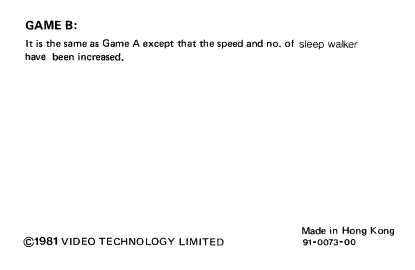 GAME B:
It is the same as Game A except that the speed and no. of sleep walker
have been increased.
Made in Hong Kong
©1981 VIDEO TECHNOLOGY LIMITED
91-0073-00